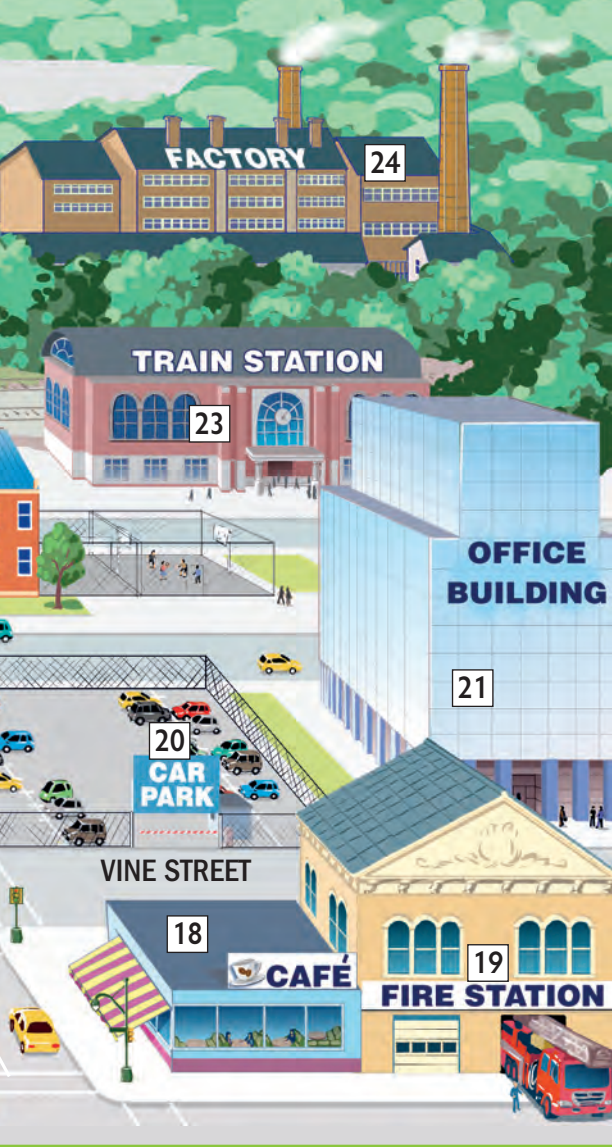 FACTORY
24
TRAIN STATION
23
OFFICE
BUILDING
21
20
CAR
PARK
VINE STREET
18
CAFÉ
19
FIRE STATION